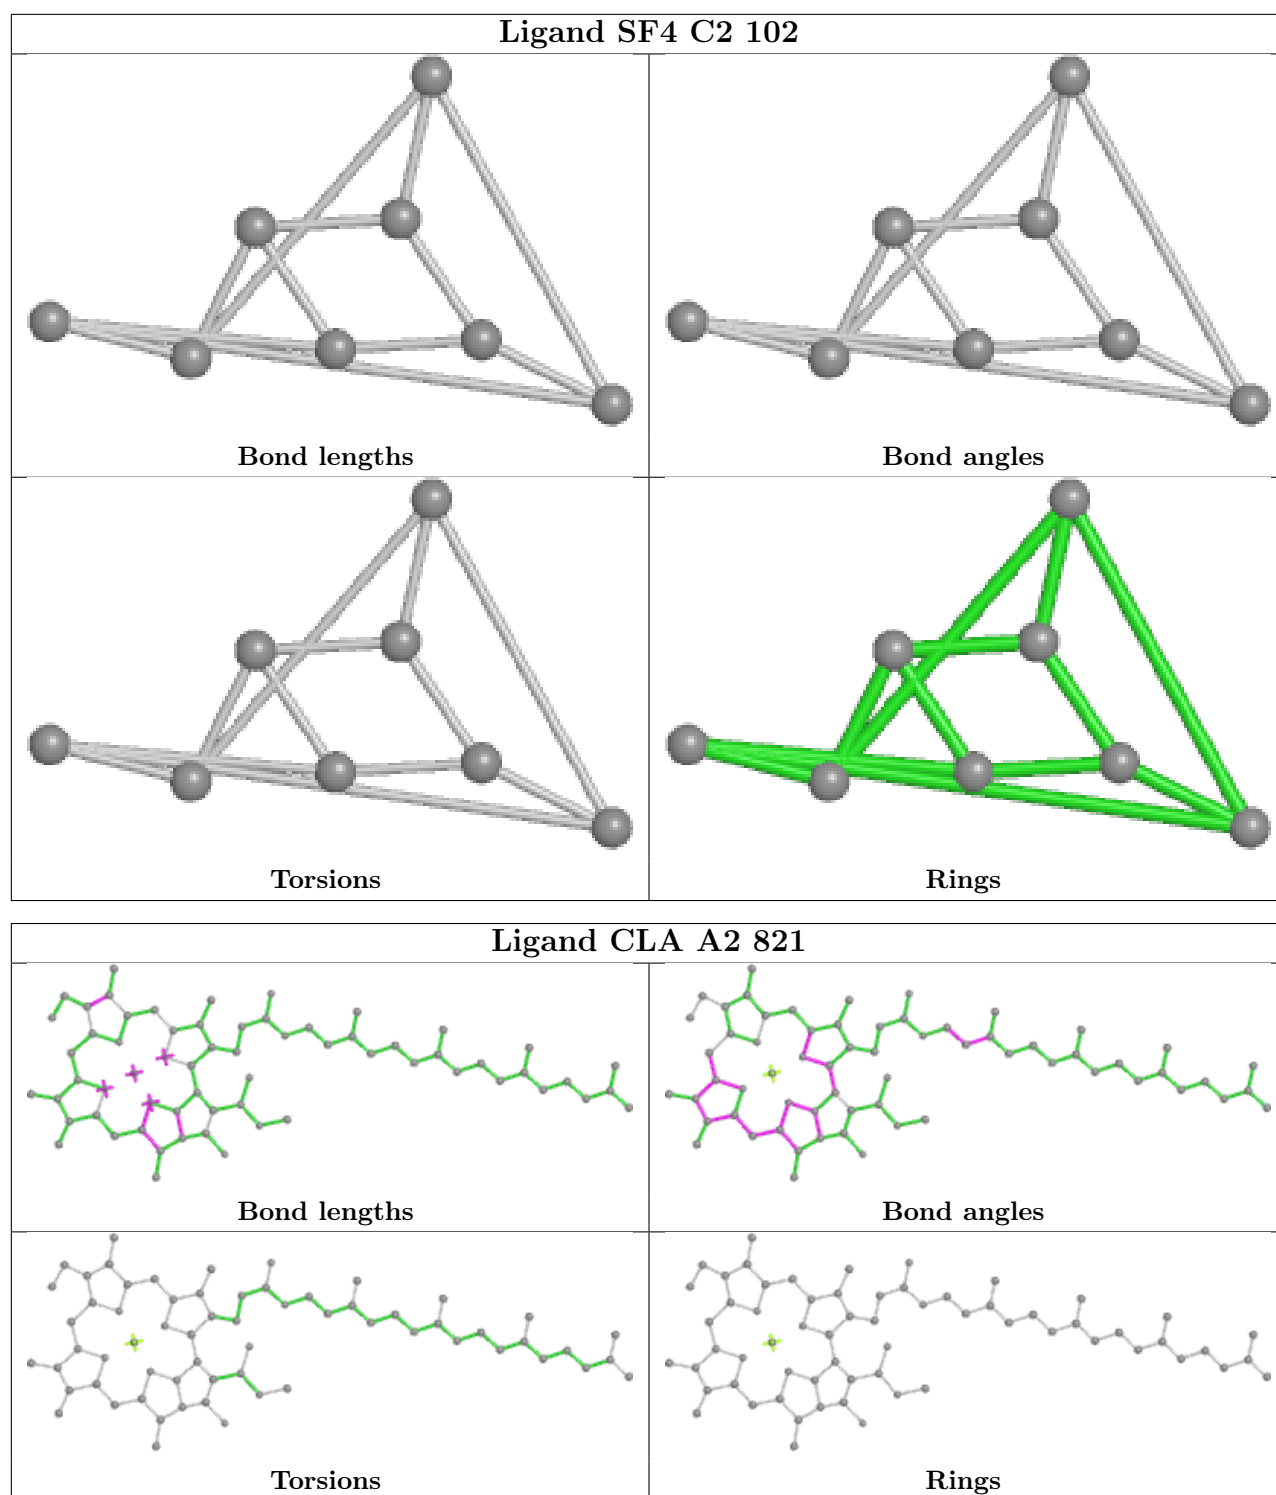 Ligand SF4 C2 102
Bond lengths
Bond angles
Torsions
Rings
Ligand CLA A2 821
Bond lengths
Bond angles
Torsions
Rings